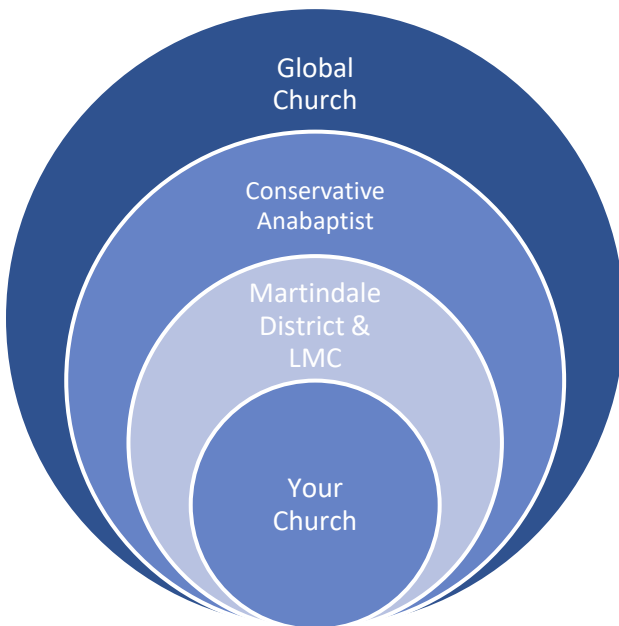 Global
Church
Conservative
Anabaptist
Martindale
District &
LMC
Your
Church